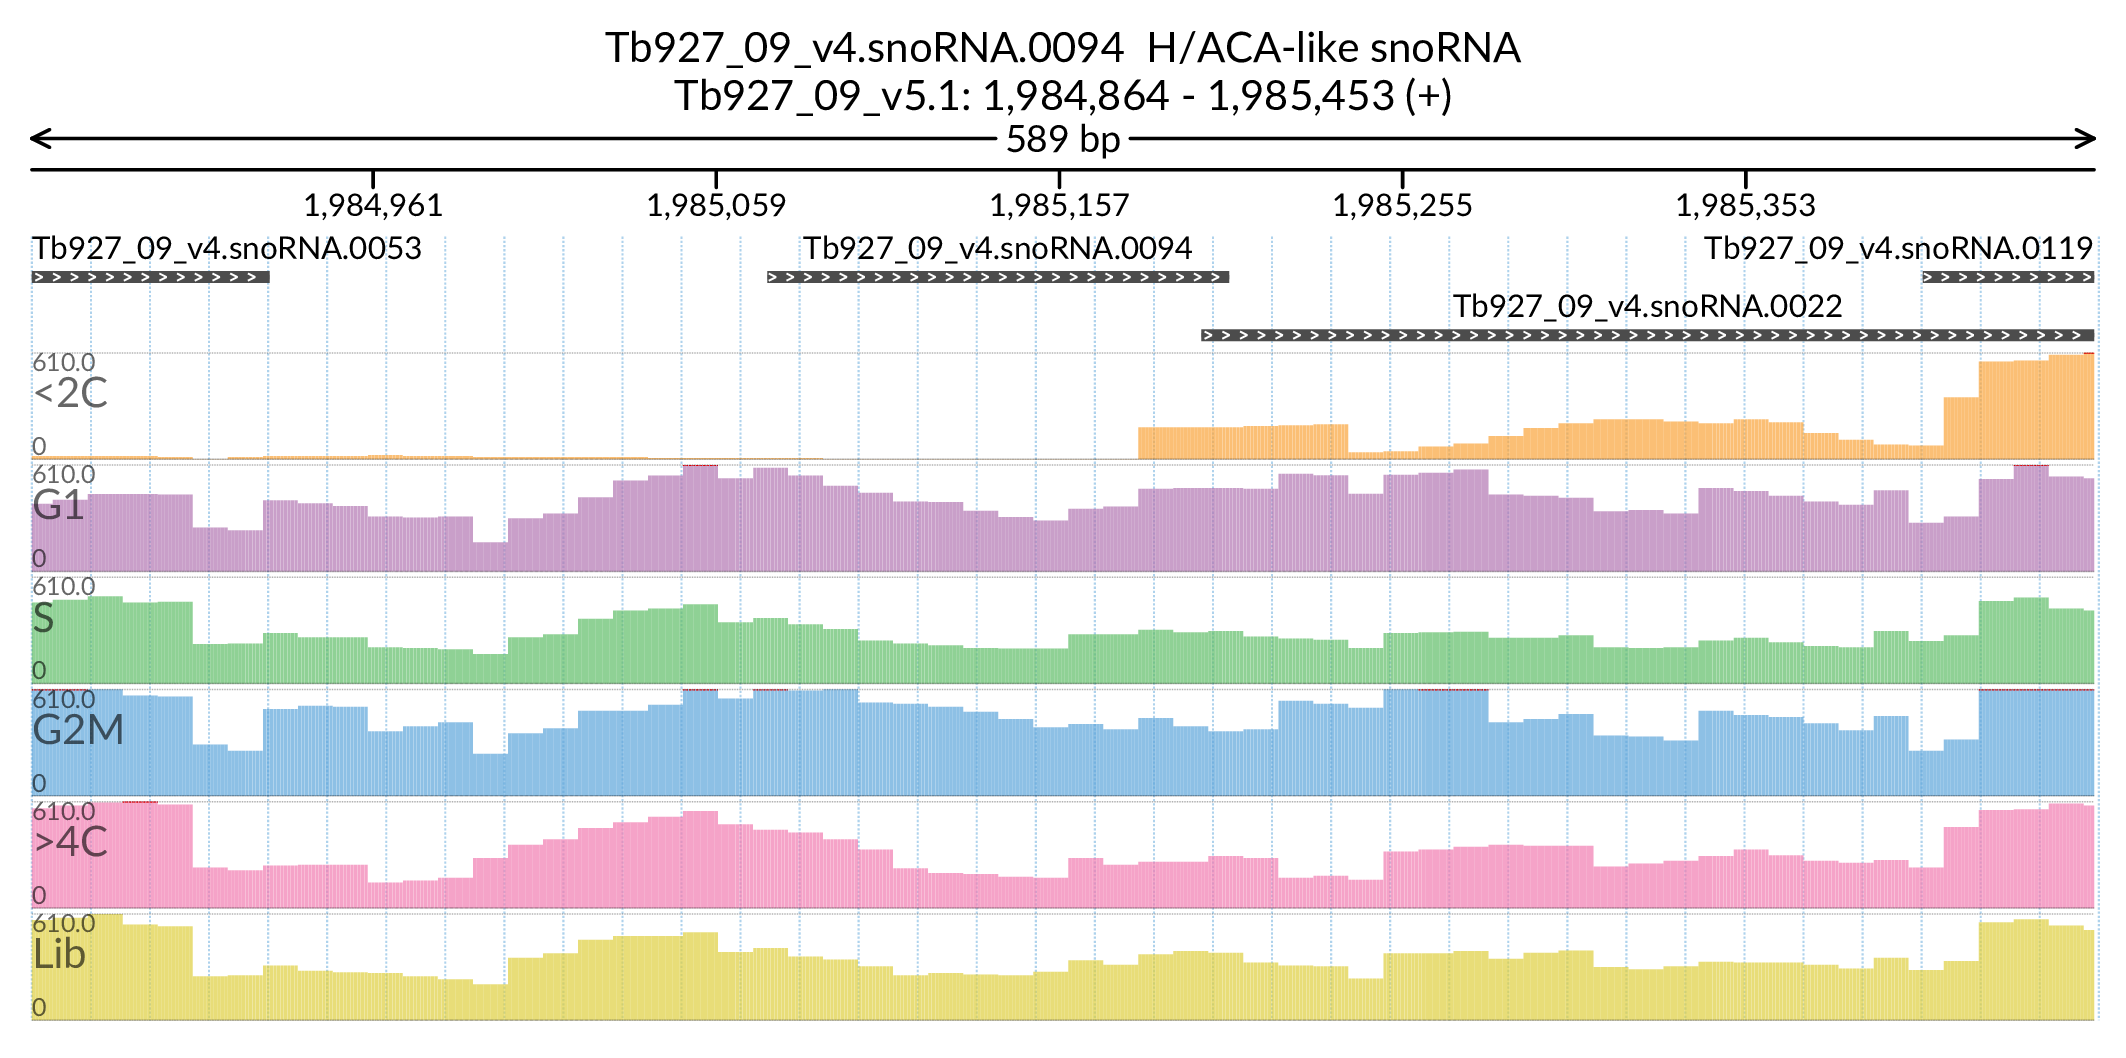 Tb927_09_v4.snoRNA.0094 H/ACA-like snoRNA
Tb927_09_v5.1: 1,984,864 - 1,985,453 (+)
589 bp
1,984,961 1,985,059 1,985,157 1,985,255 1,985,353
Tb927_09_v4.snoRNA.0053 Tb927_09_v4.snoRNA.0094 Tb927_09_v4.snoRNA.0119
Tb927_09_v4.snoRNA.0022
610.0
<2C
0
610.0
G1
0
610.0
S
0
610.0
G2M
0
610.0
>4C
0
610.0
Lib
0